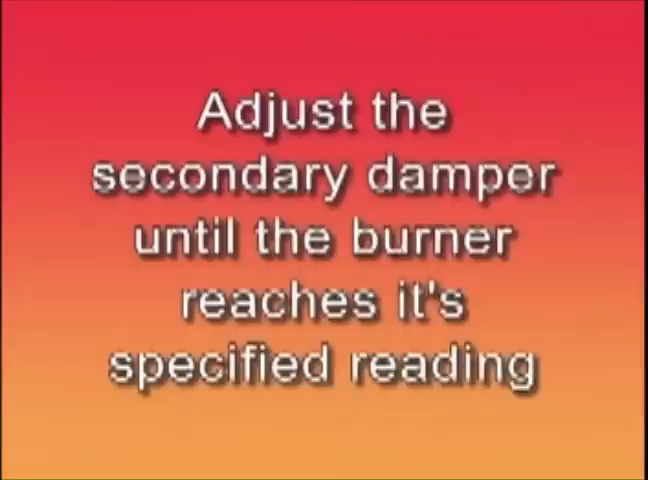 Adjust the
secondary damper
until the burner
reaches it's
specified reading